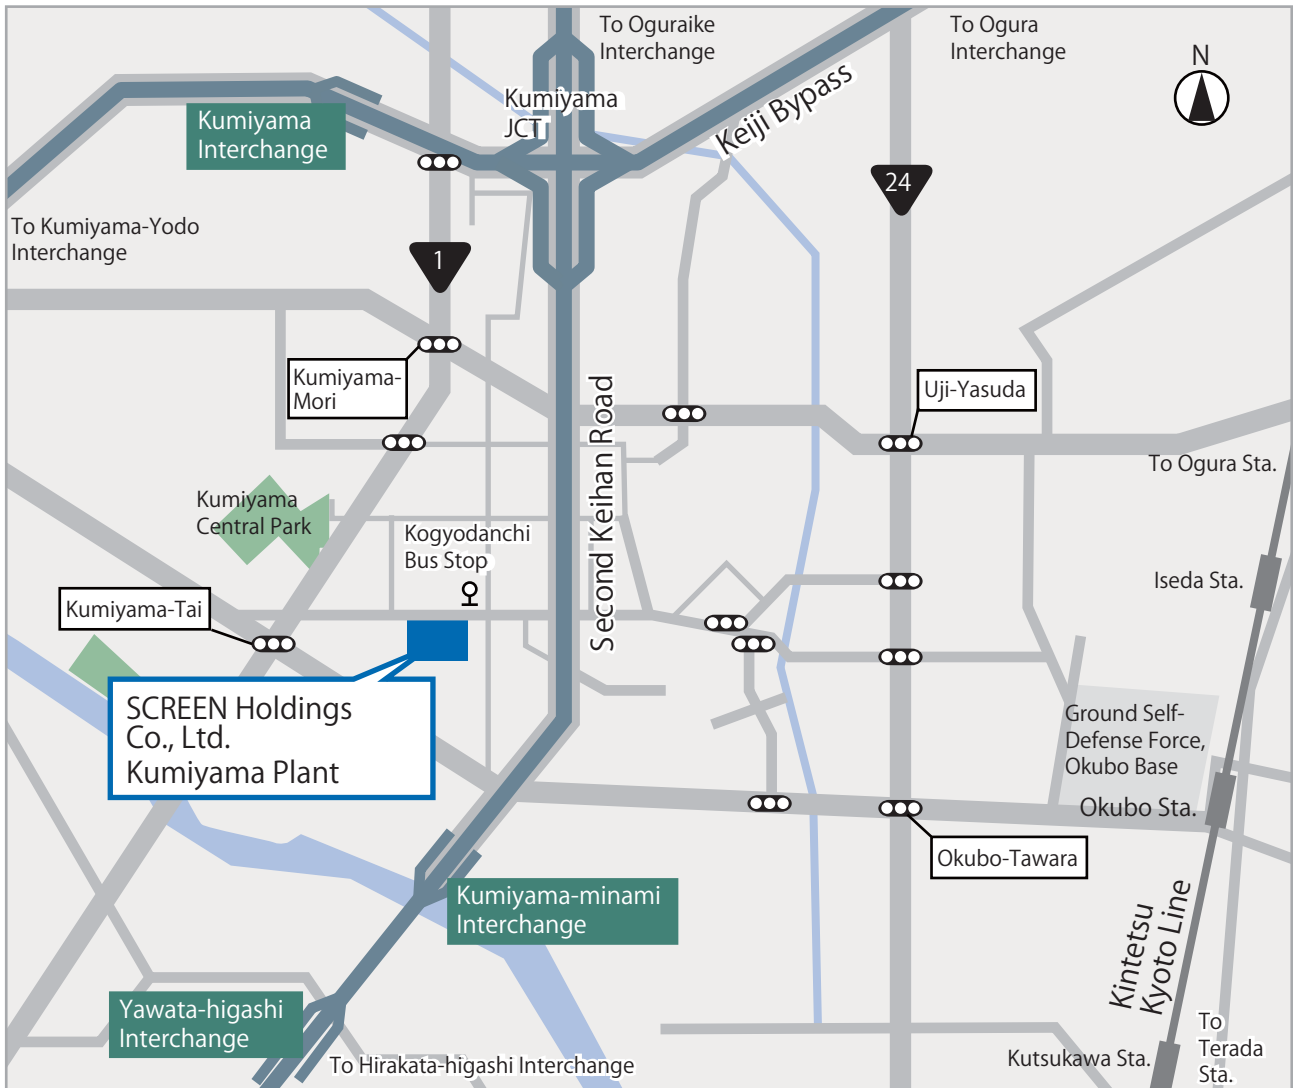 To Oguraike
Interchange
To Ogura
Interchange
N
Kumiyama
JCT
Keiji Bypass
Kumiyama
Interchange
24
To Kumiyama-Yodo
Interchange
1
Kumiyama-
Mori
Uji-Yasuda
Second Keihan Road
To Ogura Sta.
Kumiyama
Central Park
Kogyodanchi
Bus Stop
Iseda Sta.
Kumiyama-Tai
SCREEN Holdings
Co., Ltd.
Kumiyama Plant
Ground Self-
Defense Force,
Okubo Base
Okubo Sta.
Okubo-Tawara
Kumiyama-minami
Interchange
Kintetsu
Kyoto Line
Yawata-higashi
Interchange
To Hirakata-higashi Interchange
Kutsukawa Sta.
To
Terada
Sta.